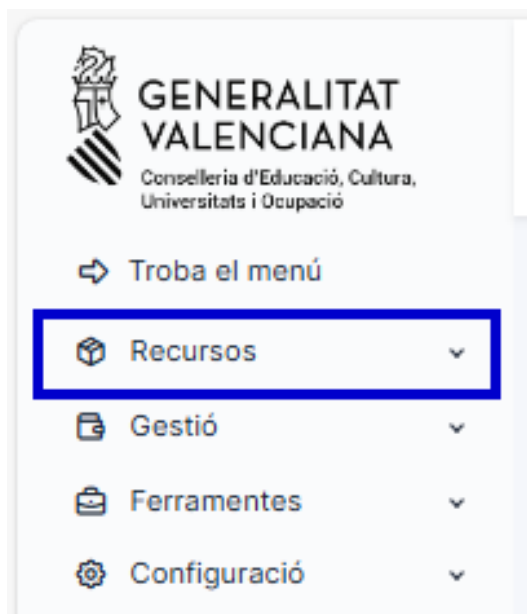 GENERALITAT
VALENCIANA
Conselleria d'Educació, Cultura,
Universitats i Ocupació
Troba el menú
Recursos
Gestió
Ferramentes
Configuració